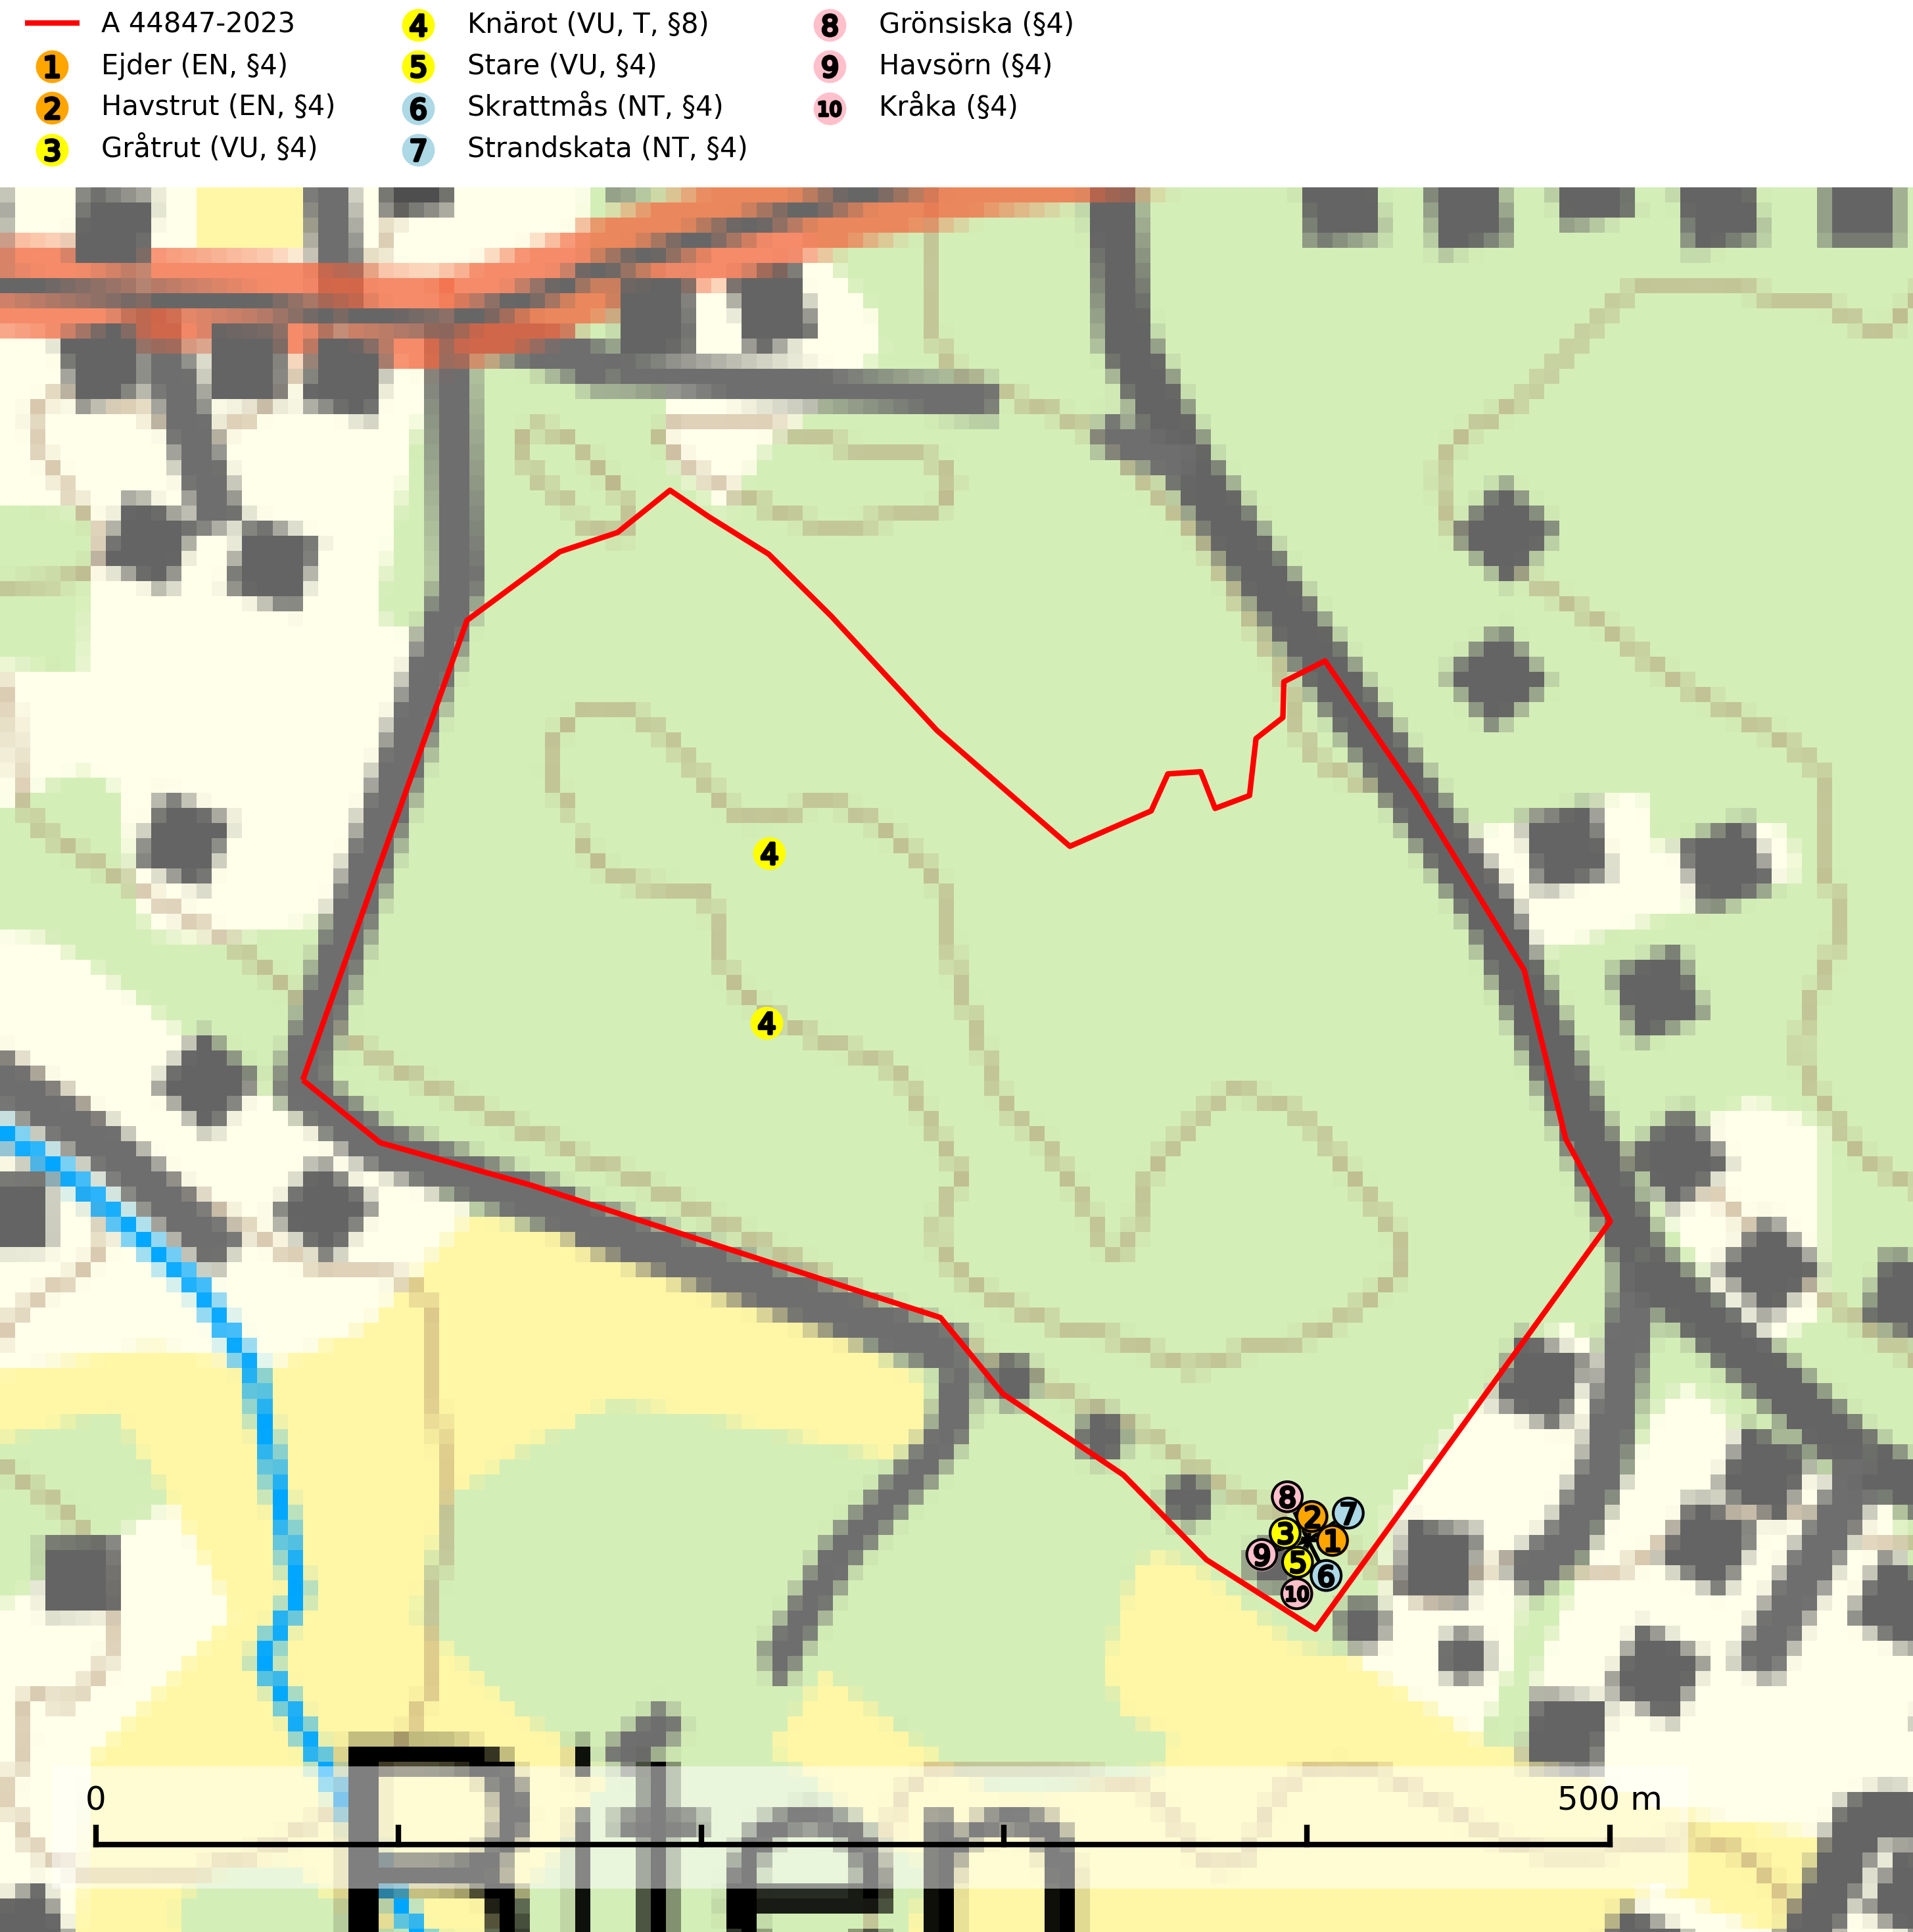 A 44847-2023
1 Ejder (EN, §4)
2 Havstrut (EN, §4)
3 Gråtrut (VU, §4)
4 Knärot (VU, T, §8)
5 Stare (VU, §4)
6 Skrattmås (NT, §4)
7 Strandskata (NT, §4)
8 Grönsiska (§4)
9 Havsörn (§4)
10 Kråka (§4)
4
4
8
2
7
3
1
9
5
6
10
0
500 m